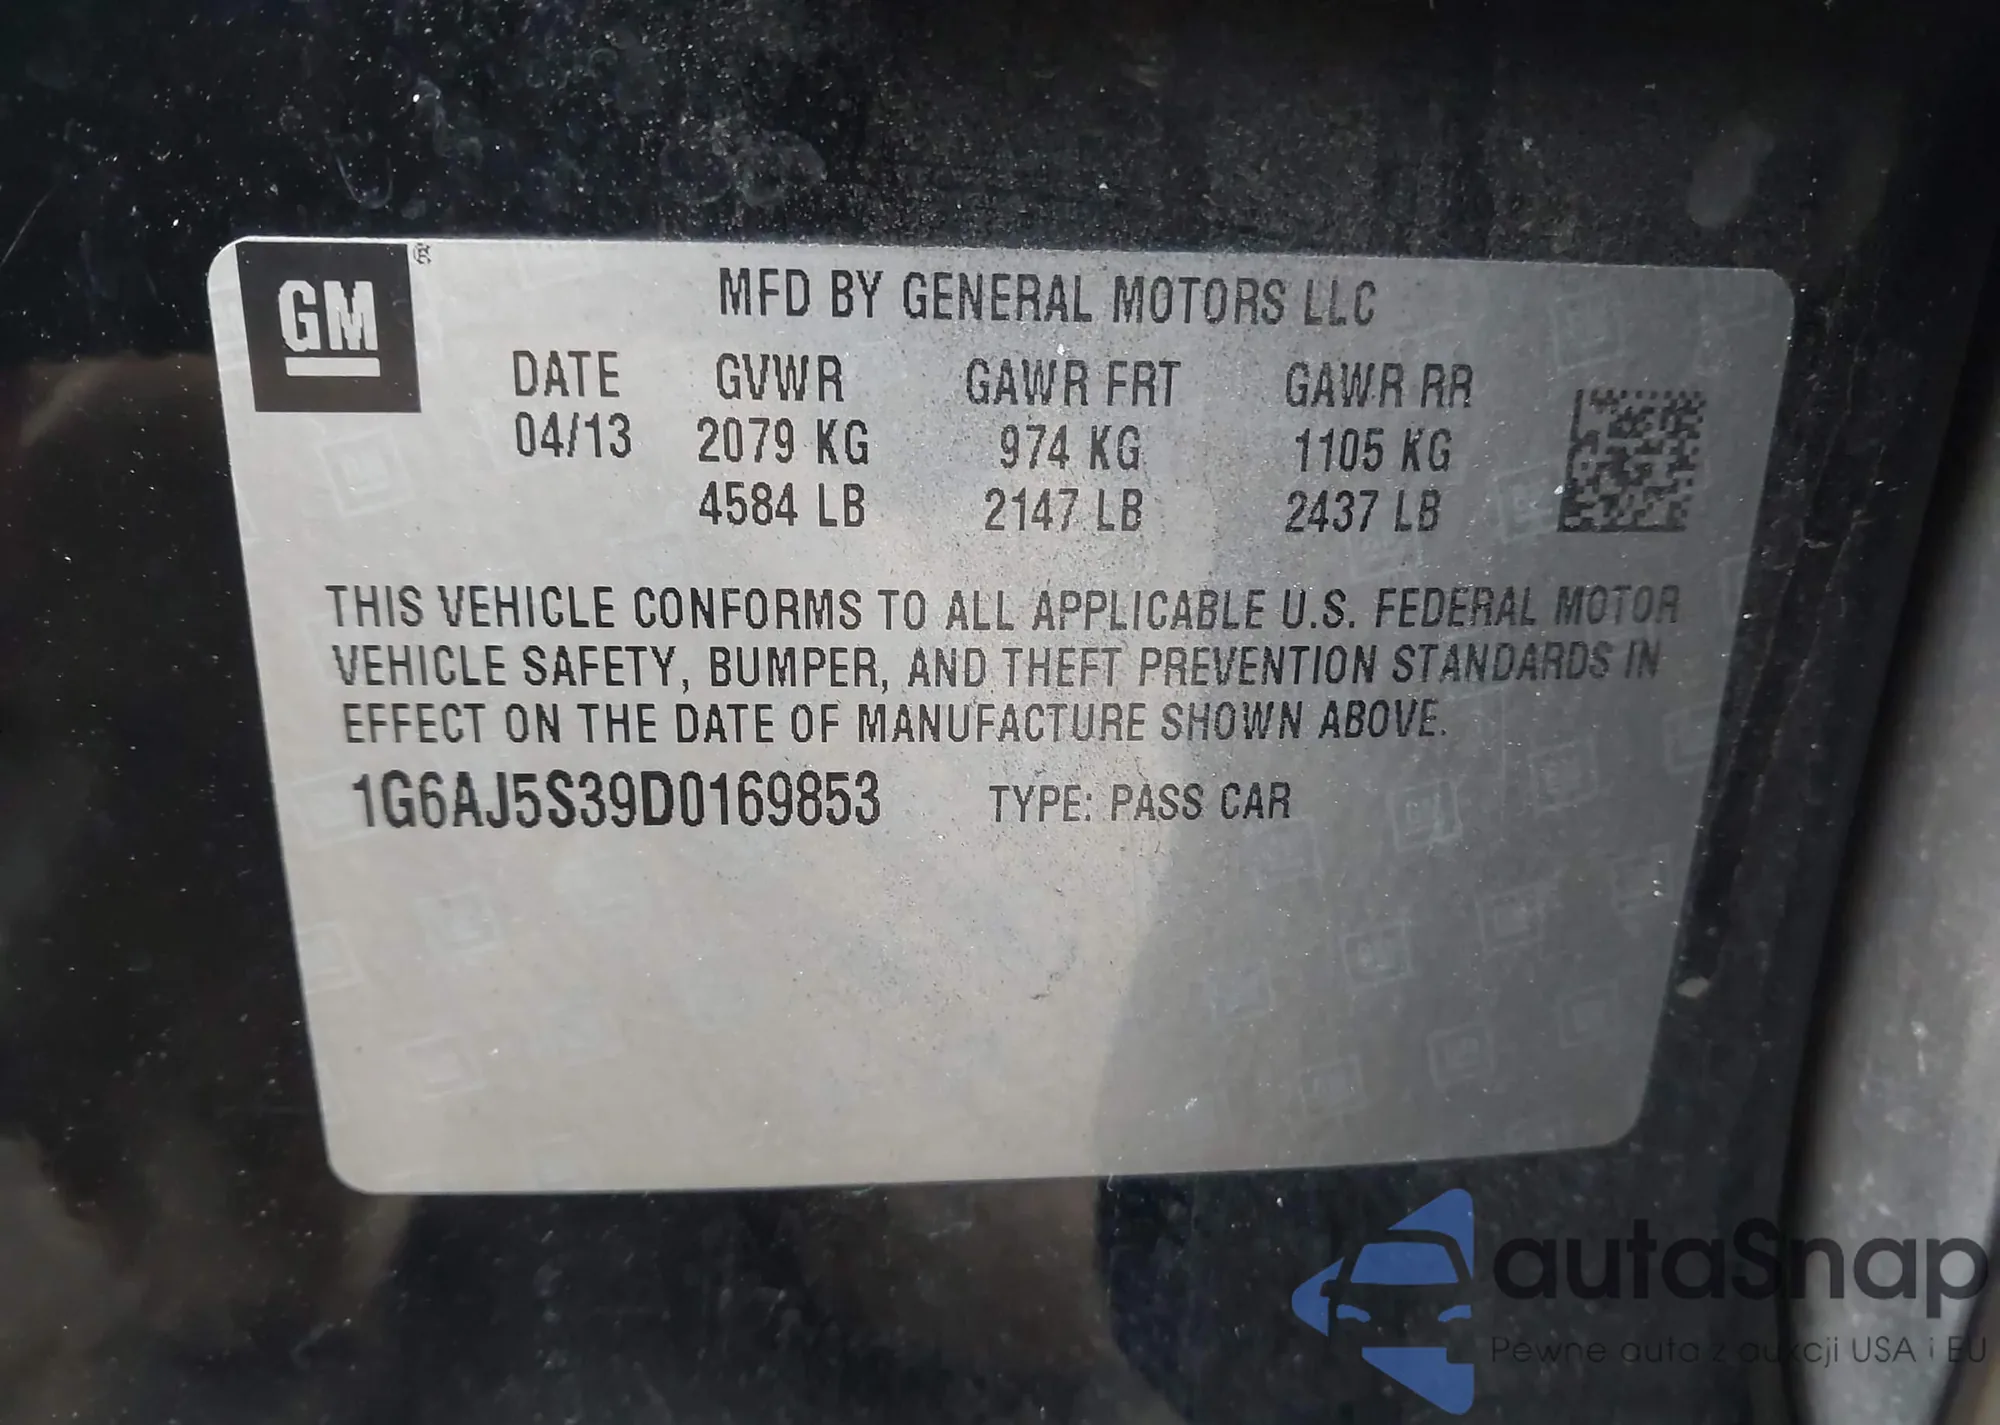 GM ®
MFD BY GENERAL MOTORS LLC
DATE GVWR GAWR FRT GAWR RR
04/13 2079 KG 974 KG 1105 KG
4584 LB 2147 LB 2437 LB
THIS VEHICLE CONFORMS TO ALL APPLICABLE U.S. FEDERAL MOTOR
VEHICLE SAFETY, BUMPER, AND THEFT PREVENTION STANDARDS IN
EFFECT ON THE DATE OF MANUFACTURE SHOWN ABOVE.
1G6AJ5S39D0169853 TYPE: PASS CAR
autaSnap
Pewne auta z aukcji USA i EU